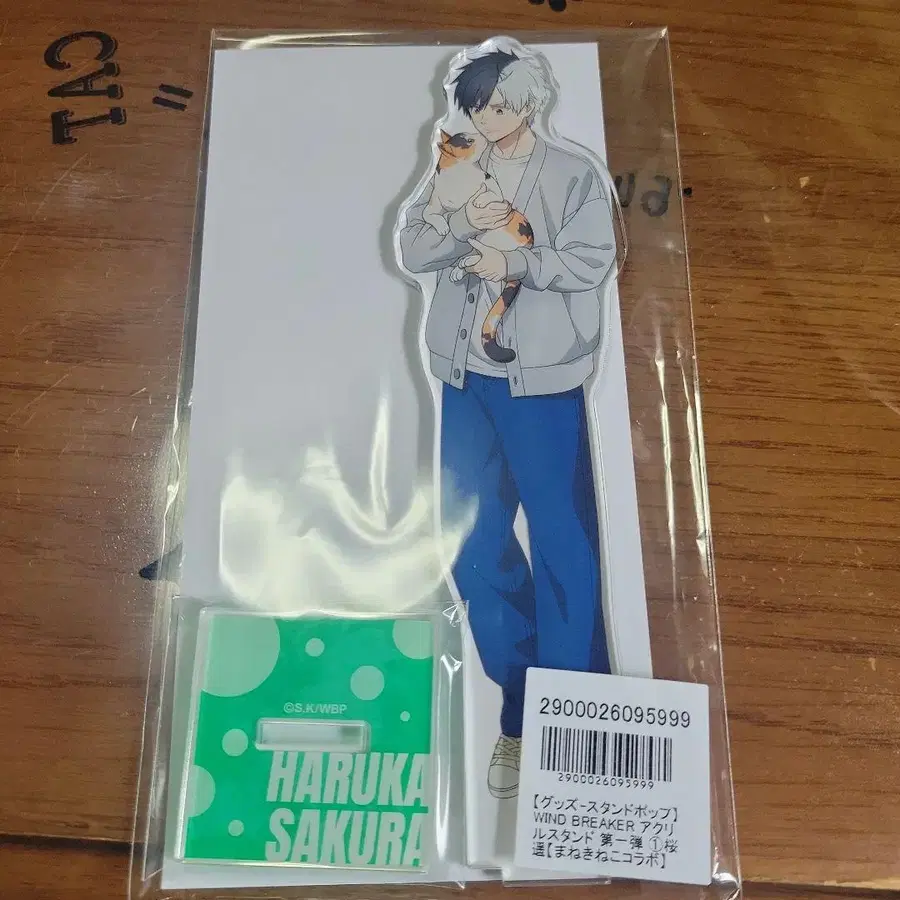 CAT
©S.K/WBP
HARUKA
SAKURA
2900026095999
2900026095999
【グッズ-スタンドポップ】
WIND BREAKER アクリ
ルスタンド 第一弾 ①桜
遥【まねきねこコラボ】